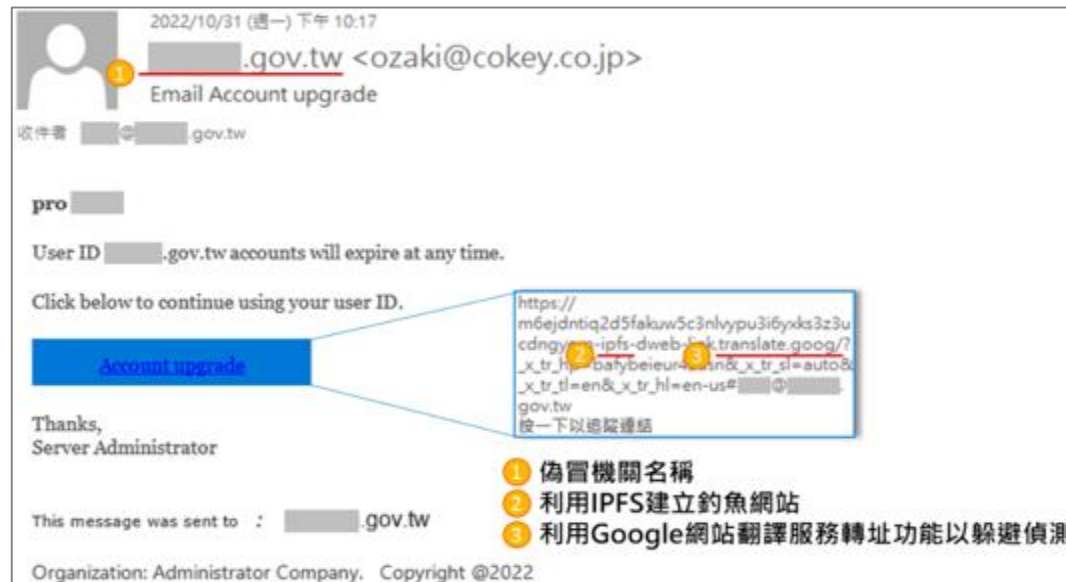 2022/10/31 (週一) 下午 10:17
.gov.tw <ozaki@cokey.co.jp>
1
Email Account upgrade
收件者 @ .gov.tw
pro
User ID .gov.tw accounts will expire at any time.
Click below to continue using your user ID.
Account upgrade
https://
m6ejdntiq2d5fakuw5c3nlvypu3i6yxks3z3u
-ipfs-dweb- .translate.goog/?
2
3
sn&_x_tr_sl=auto&
_x_tr_tl=en&_x_tr_hl=en-us# @ .
gov.tw
按一下以追蹤連結
Thanks,
Server Administrator
1 偽冒機關名稱
2 利用IPFS建立釣魚網站
3 利用Google網站翻譯服務轉址功能以躲避偵測
This message was sent to : .gov.tw
Organization: Administrator Company. Copyright @2022